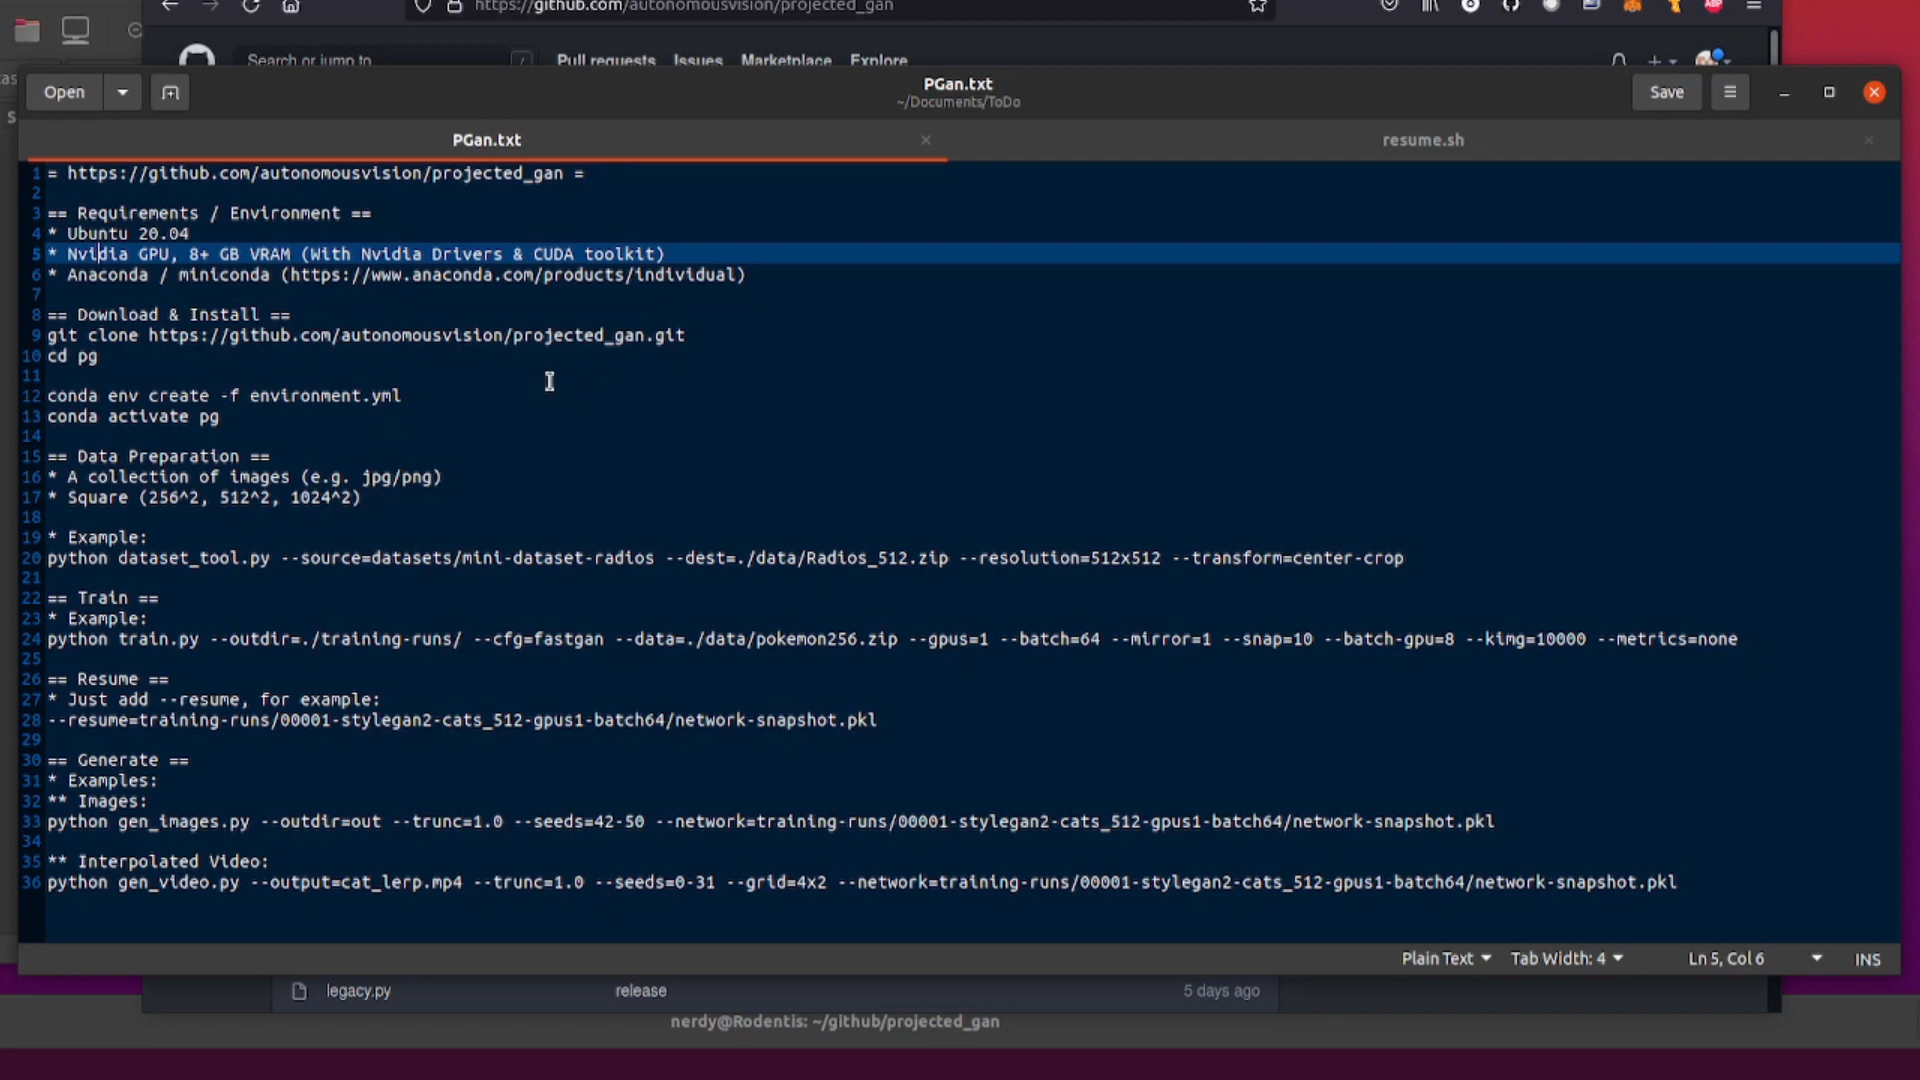 https://github.com/autonomousvision/projected_gan
Search or jump to
Pull requests Issues Marketplace Explore
Open
PGan.txt
~/Documents/ToDo
Save
PGan.txt
resume.sh
1 = https://github.com/autonomousvision/projected_gan =
2
3 == Requirements / Environment ==
4 * Ubuntu 20.04
5 * Nvidia GPU, 8+ GB VRAM (With Nvidia Drivers & CUDA toolkit)
6 * Anaconda / miniconda (https://www.anaconda.com/products/individual)
7
8 == Download & Install ==
9 git clone https://github.com/autonomousvision/projected_gan.git
10 cd pg
11
12 conda env create -f environment.yml
13 conda activate pg
14
15 == Data Preparation ==
16 * A collection of images (e.g. jpg/png)
17 * Square (256^2, 512^2, 1024^2)
18
19 * Example:
20 python dataset_tool.py --source=datasets/mini-dataset-radios --dest=./data/Radios_512.zip --resolution=512x512 --transform=center-crop
21
22 == Train ==
23 * Example:
24 python train.py --outdir=./training-runs/ --cfg=fastgan --data=./data/pokemon256.zip --gpus=1 --batch=64 --mirror=1 --snap=10 --batch-gpu=8 --kimg=10000 --metrics=none
25
26 == Resume ==
27 * Just add --resume, for example:
28 --resume=training-runs/00001-stylegan2-cats_512-gpus1-batch64/network-snapshot.pkl
29
30 == Generate ==
31 * Examples:
32 ** Images:
33 python gen_images.py --outdir=out --trunc=1.0 --seeds=42-50 --network=training-runs/00001-stylegan2-cats_512-gpus1-batch64/network-snapshot.pkl
34
35 ** Interpolated Video:
36 python gen_video.py --output=cat_lerp.mp4 --trunc=1.0 --seeds=0-31 --grid=4x2 --network=training-runs/00001-stylegan2-cats_512-gpus1-batch64/network-snapshot.pkl
Plain Text Tab Width: 4 Ln 5, Col 6 INS
legacy.py release 5 days ago
nerdy@Rodentis: ~/github/projected_gan